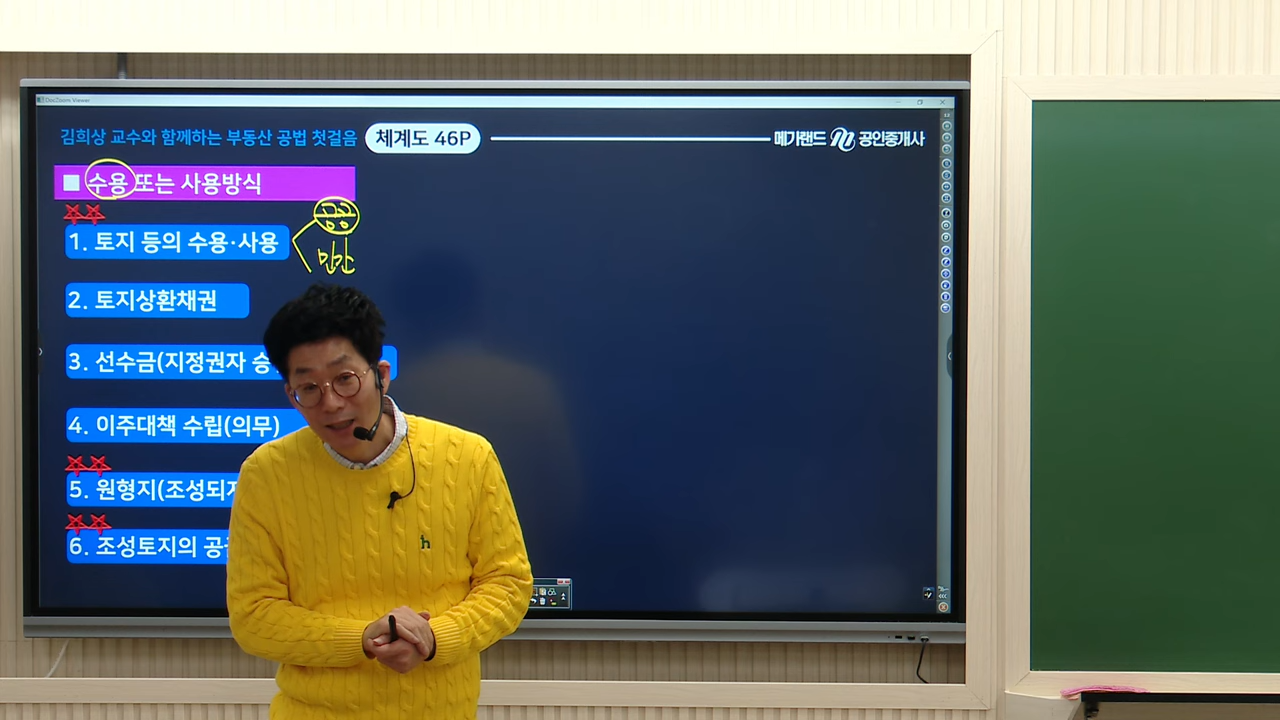 DocZoom Viewer
김희상 교수와 함께하는 부동산 공법 첫걸음 체계도 46P 메가랜드 공인중개사
■ 수용 또는 사용방식
1. 토지 등의 수용·사용
공공
민간
2. 토지상환채권
3. 선수금(지정권자 승
4. 이주대책 수립(의무)
5. 원형지(조성되지
6. 조성토지의 공
h